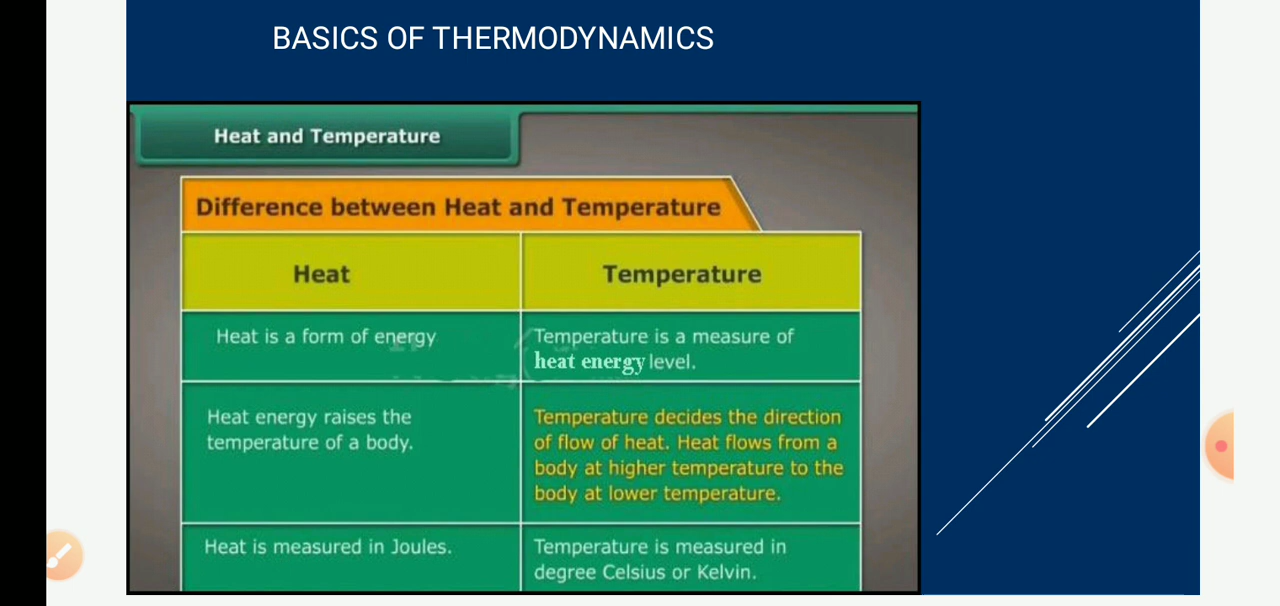 BASICS OF THERMODYNAMICS
Heat and Temperature
Difference between Heat and Temperature
Heat
Temperature
Heat is a form of energy
Temperature is a measure of
heat energy level.
Heat energy raises the
temperature of a body.
Temperature decides the direction
of flow of heat. Heat flows from a
body at higher temperature to the
body at lower temperature.
Heat is measured in Joules.
Temperature is measured in
degree Celsius or Kelvin.